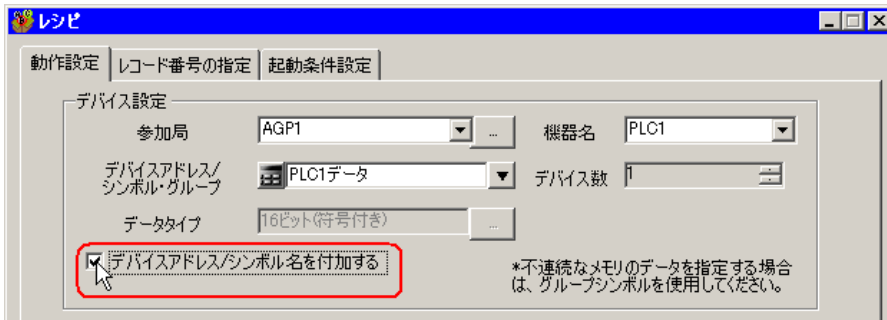 レシピ
動作設定 レコード番号の指定 起動条件設定
デバイス設定
参加局 AGP1 ... 機器名 PLC1
デバイスアドレス/
シンボル・グループ PLC1データ デバイス数 1
データタイプ 16ビット(符号付き) ...
デバイスアドレス/シンボル名を付加する
*不連続なメモリのデータを指定する場合
は、グループシンボルを使用してください。